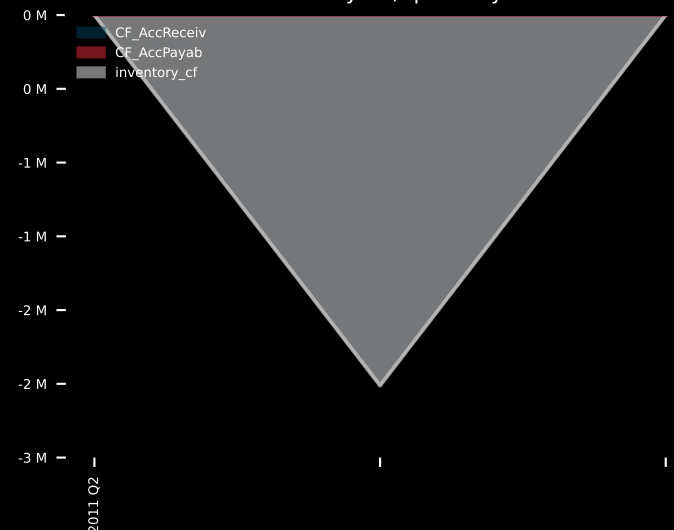 0 M
CF_AccReceiv
CF_AccPayab
inventory_cf
0 M
-1 M
-1 M
-2 M
-2 M
-3 M
2011 Q2